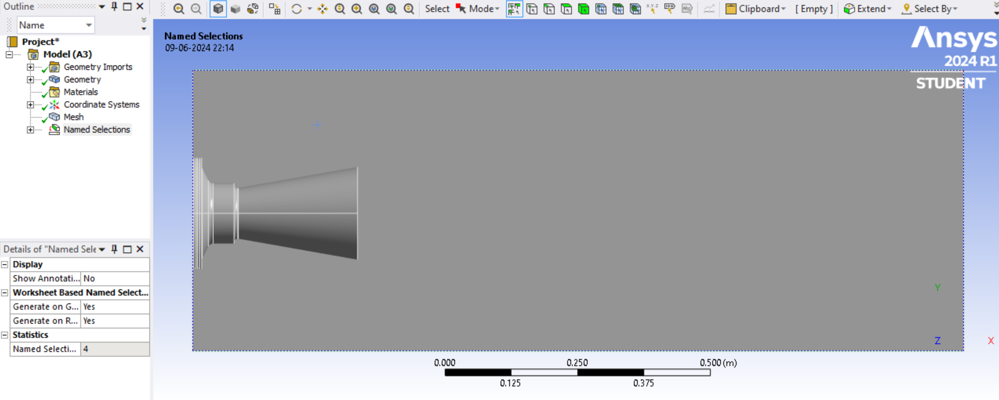 Outline
Select Mode Clipboard [ Empty ] Extend Select By
Name
Project*
Model (A3)
Geometry Imports
Geometry
Materials
Coordinate Systems
Mesh
Named Selections
Details of "Named Sele
Display
Show Annotati... No
Worksheet Based Named Select...
Generate on G... Yes
Generate on R... Yes
Statistics
Named Selecti... 4
Named Selections
09-06-2024 22:14
Ansys
2024 R1
STUDENT
Y
Z X
0.000 0.250 0.500 (m)
0.125 0.375